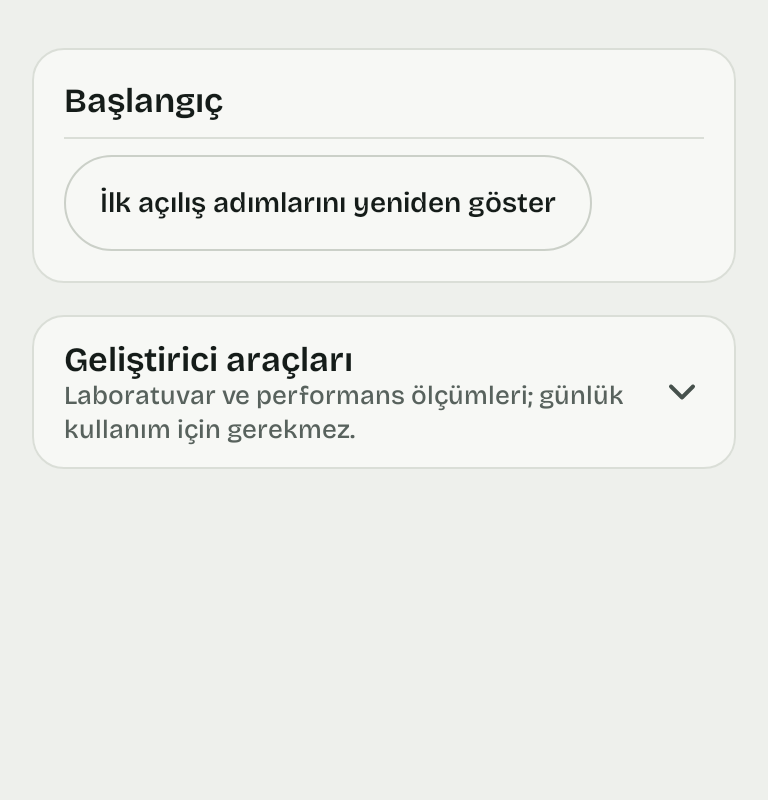 Başlangıç
İlk açılış adımlarını yeniden göster
Geliştirici araçları
Laboratuvar ve performans ölçümleri; günlük
kullanım için gerekmez.